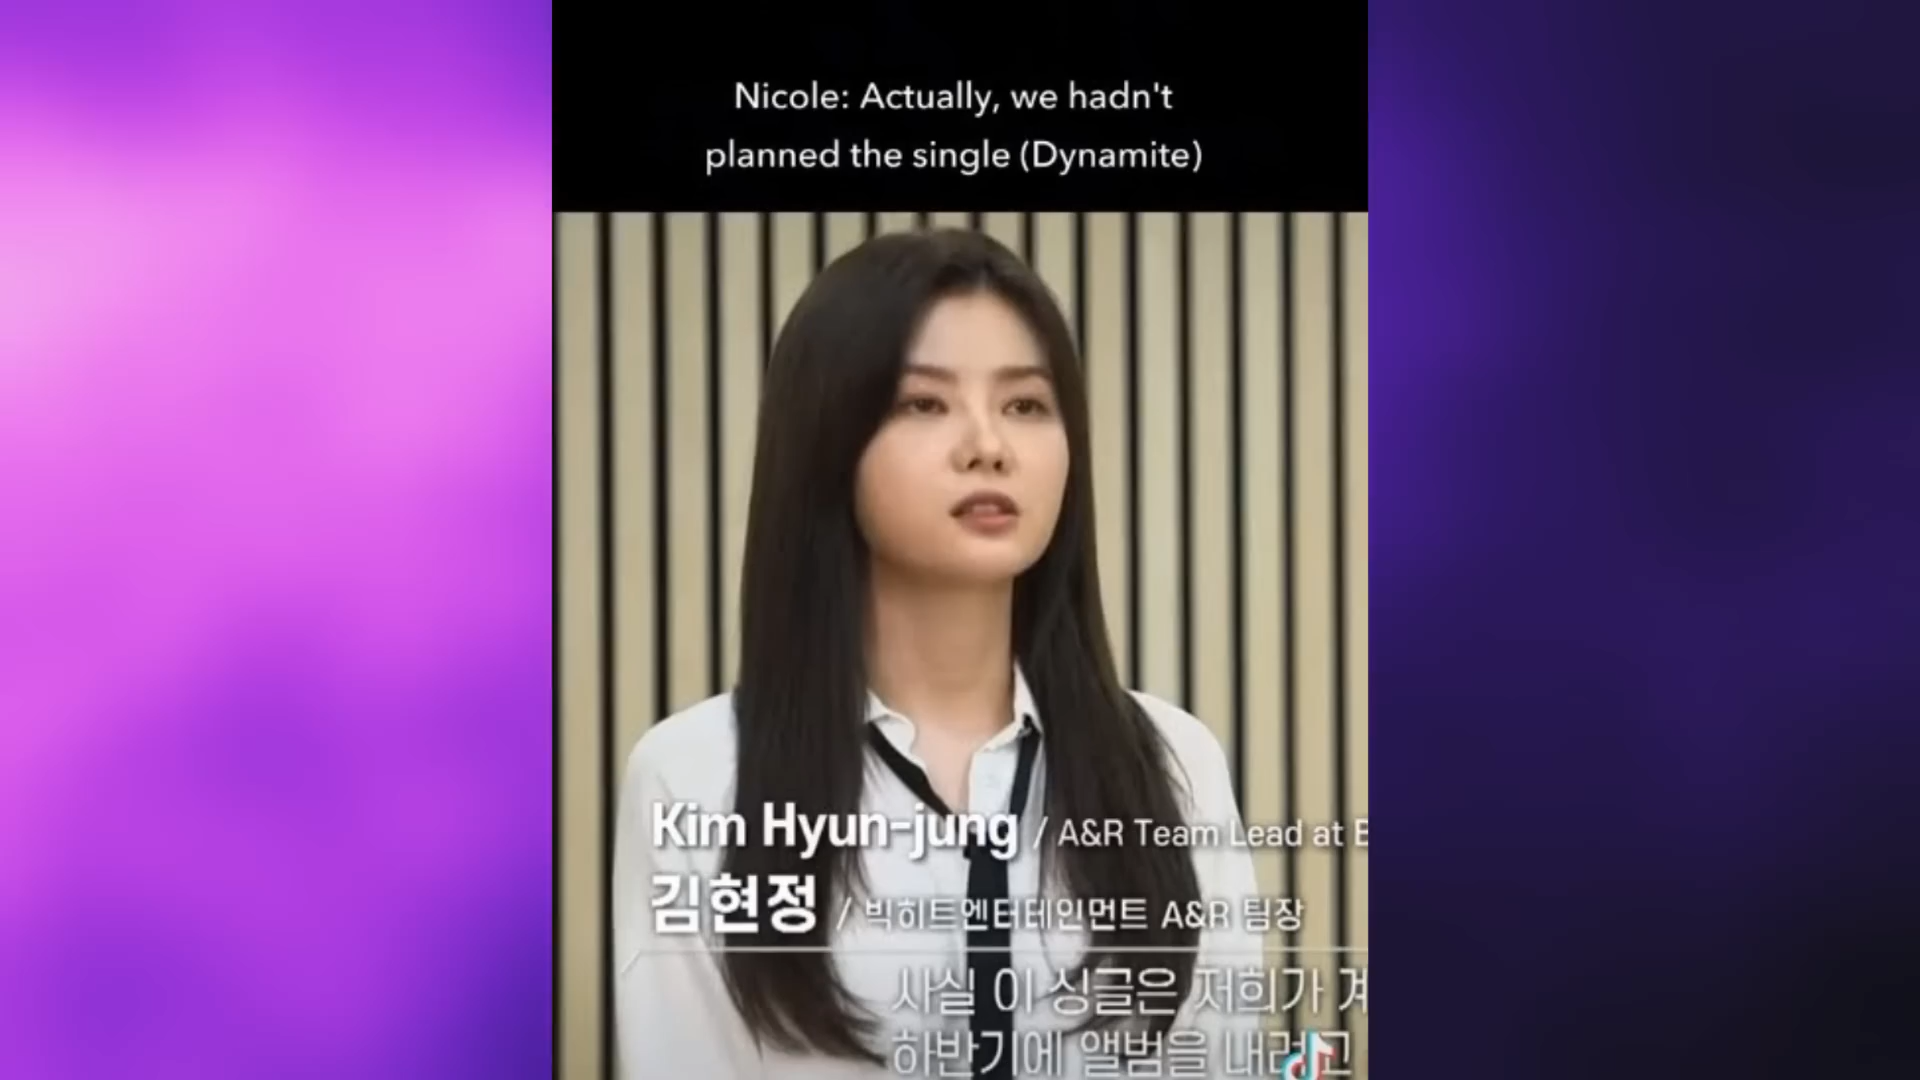 Nicole: Actually, we hadn't
planned the single (Dynamite)
Kim Hyun-jung / A&R Team Lead at
김현정 / 빅히트엔터테인먼트 A&R 팀장
사실 이 싱글은 저희가
하반기에 앨범을 내려고